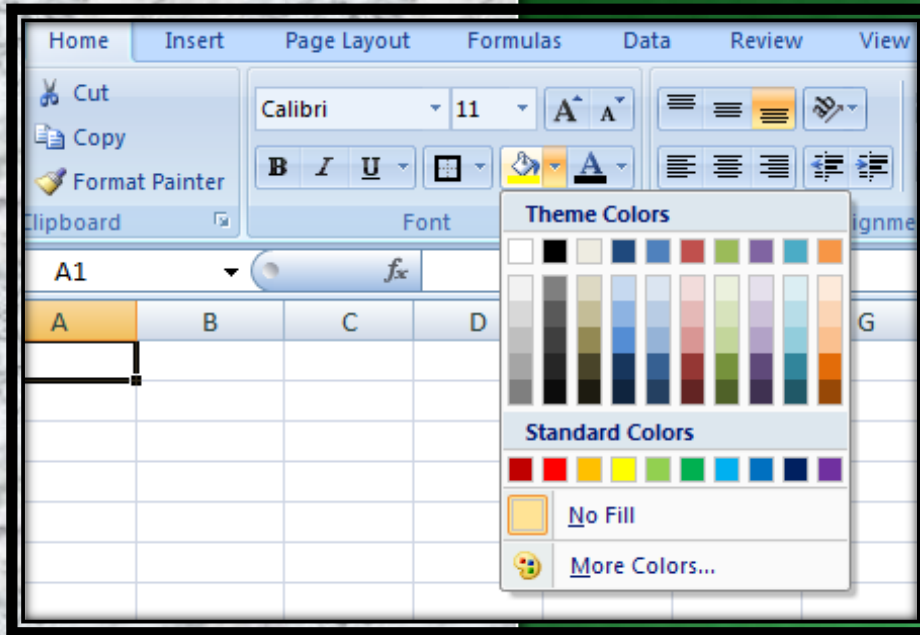 Home Insert Page Layout Formulas Data Review View
Cut
Calibri 11 A A
Copy
B I U A
Format Painter
Clipboard Font
Theme Colors
A1 fx
A B C D G
Standard Colors
No Fill
More Colors...